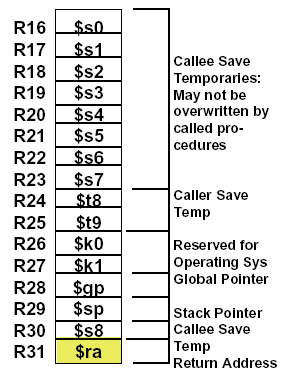 R16 $s0
R17 $s1
R18 $s2
R19 $s3
R20 $s4
R21 $s5
R22 $s6
R23 $s7
R24 $t8
R25 $t9
R26 $k0
R27 $k1
R28 $gp
R29 $sp
R30 $s8
R31 $ra
Callee Save
Temporaries:
May not be
overwritten by
called pro-
cedures
Caller Save
Temp
Reserved for
Operating Sys
Global Pointer
Stack Pointer
Callee Save
Temp
Return Address